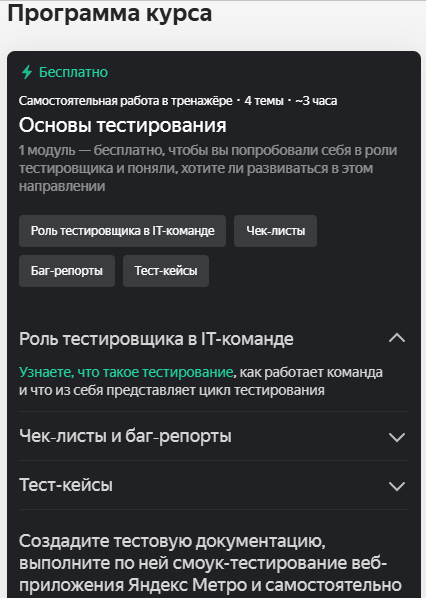 Программа курса
Бесплатно
Самостоятельная работа в тренажёре · 4 темы · ~3 часа
Основы тестирования
1 модуль — бесплатно, чтобы вы попробовали себя в роли
тестировщика и поняли, хотите ли развиваться в этом
направлении
Роль тестировщика в IT-команде
Чек-листы
Баг-репорты
Тест-кейсы
Роль тестировщика в IT-команде
Узнаете, что такое тестирование, как работает команда
и что из себя представляет цикл тестирования
Чек-листы и баг-репорты
Тест-кейсы
Создадите тестовую документацию,
выполните по ней смоук-тестирование веб-
приложения Яндекс Метро и самостоятельно